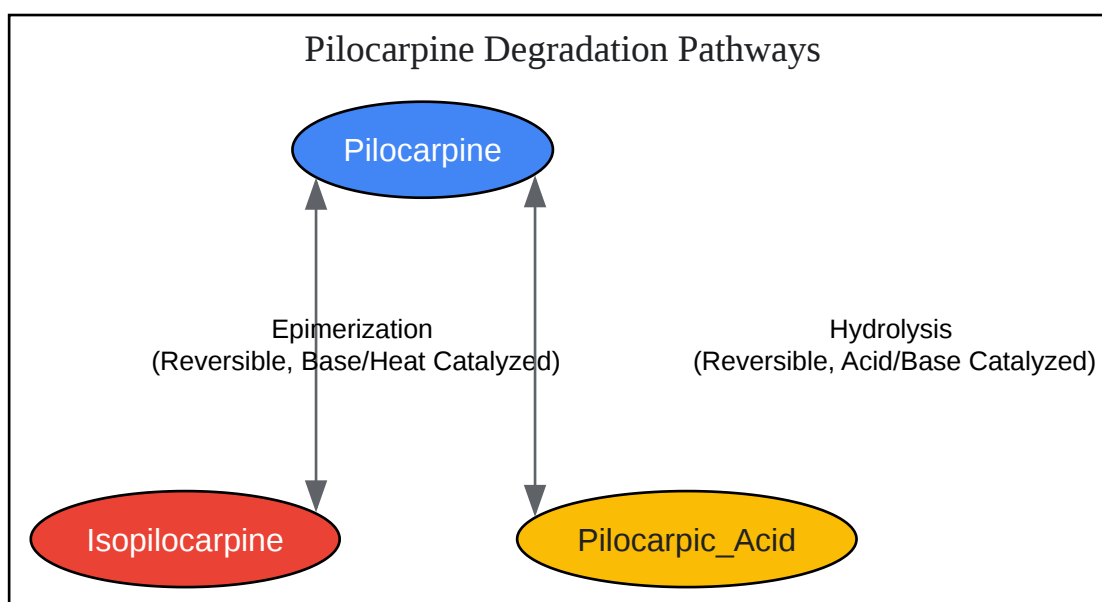 Pilocarpine Degradation Pathways
Pilocarpine
Epimerization
(Reversible, Base/Heat Catalyzed)
Hydrolysis
(Reversible, Acid/Base Catalyzed)
Isopilocarpine
Pilocarpic_Acid